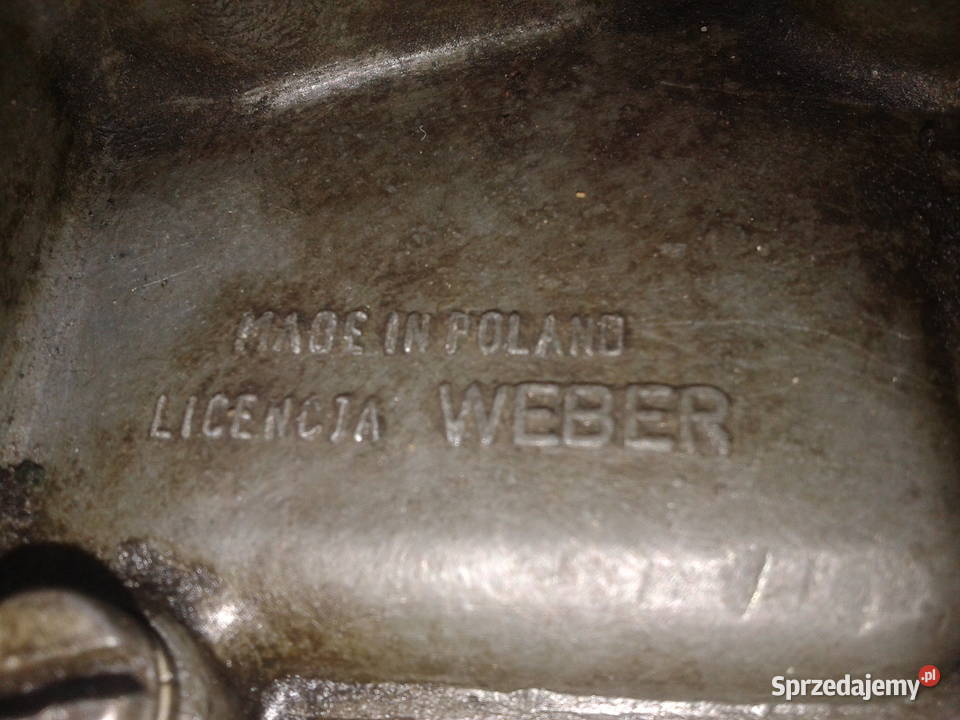 MADE IN POLAND
LICENCJA WEBER
Sprzedajemy.pl